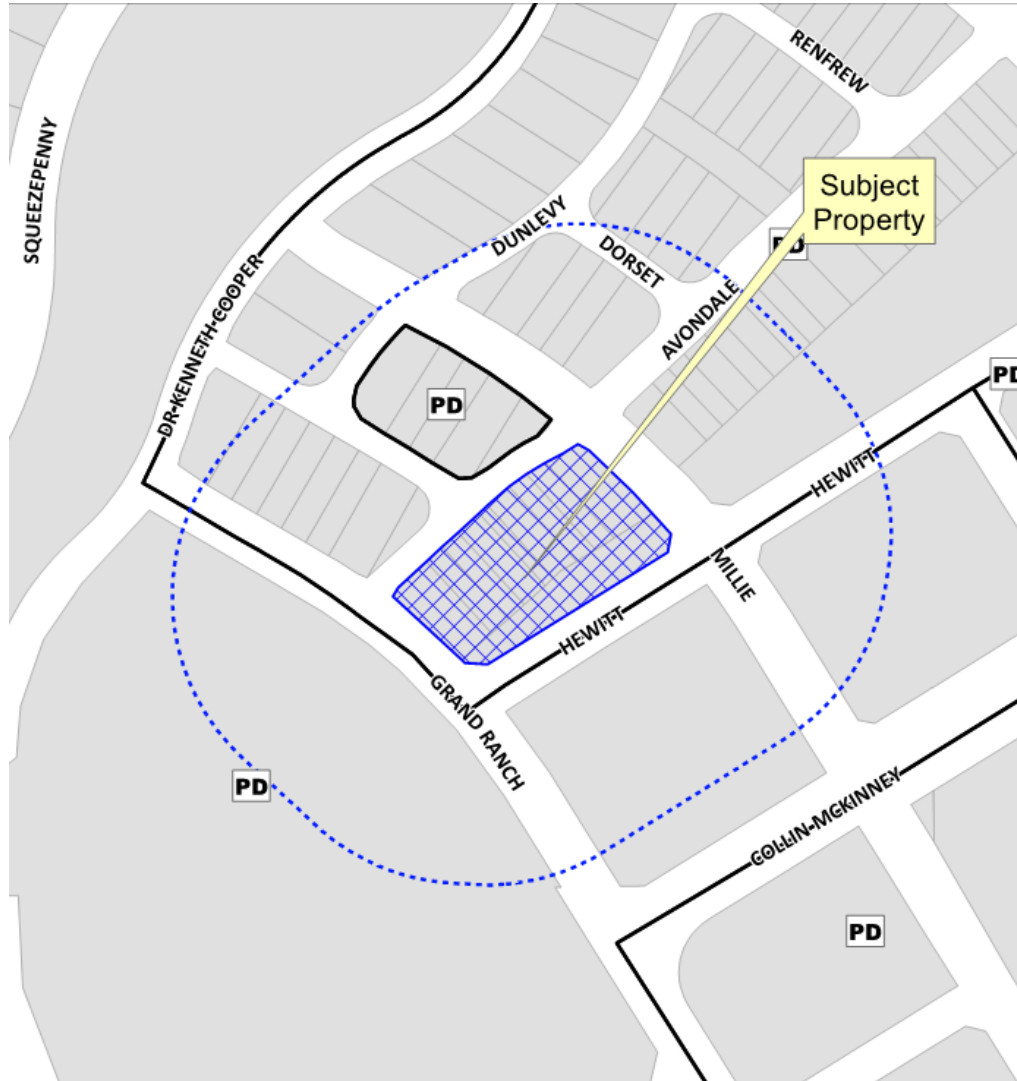 RENFREW
SQUEEZEPENNY
Subject
Property
DUNLEVY
DORSET
PD
AVONDALE
DR-KENNETH-COOPER
PD
PD
HEWITT
MILLIE
HEWITT
GRAND RANCH
PD
COLLIN-MCKINNEY
PD